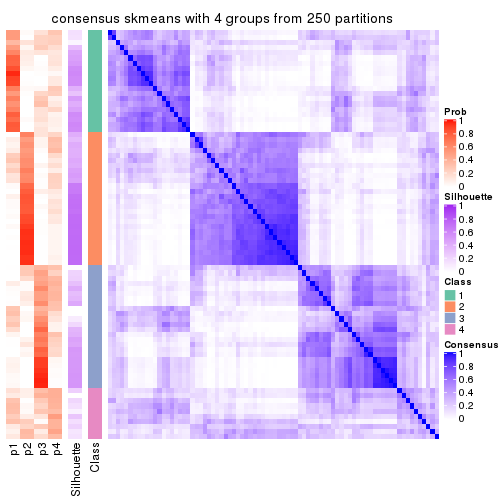 consensus skmeans with 4 groups from 250 partitions
Prob
1
0.8
0.6
0.4
0.2
0
Silhouette
1
0.8
0.6
0.4
0.2
0
Class
1
2
3
4
Consensus
1
0.8
0.6
0.4
0.2
0
p1
p2
p3
p4
Silhouette
Class